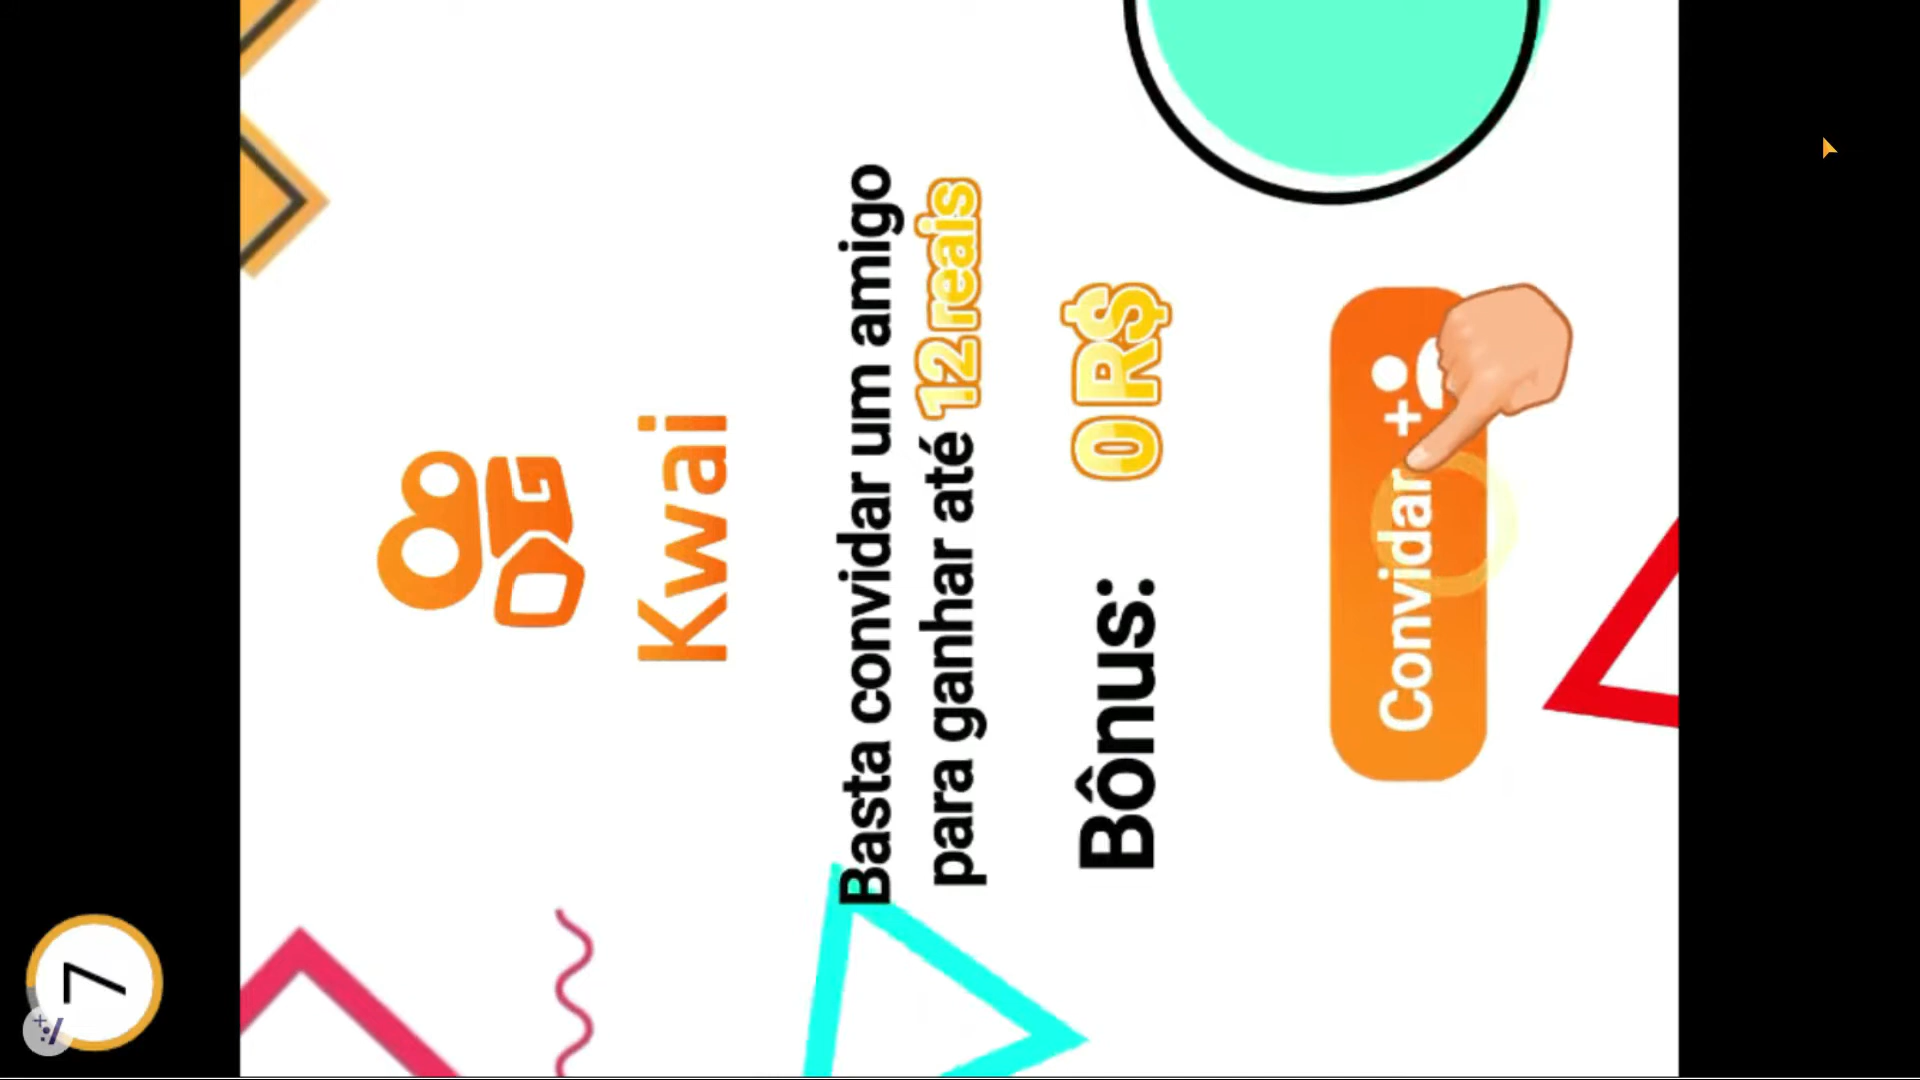 Kwai
Basta convidar um amigo
para ganhar até 12 reais
Bônus: 0 R$
Convidar
7